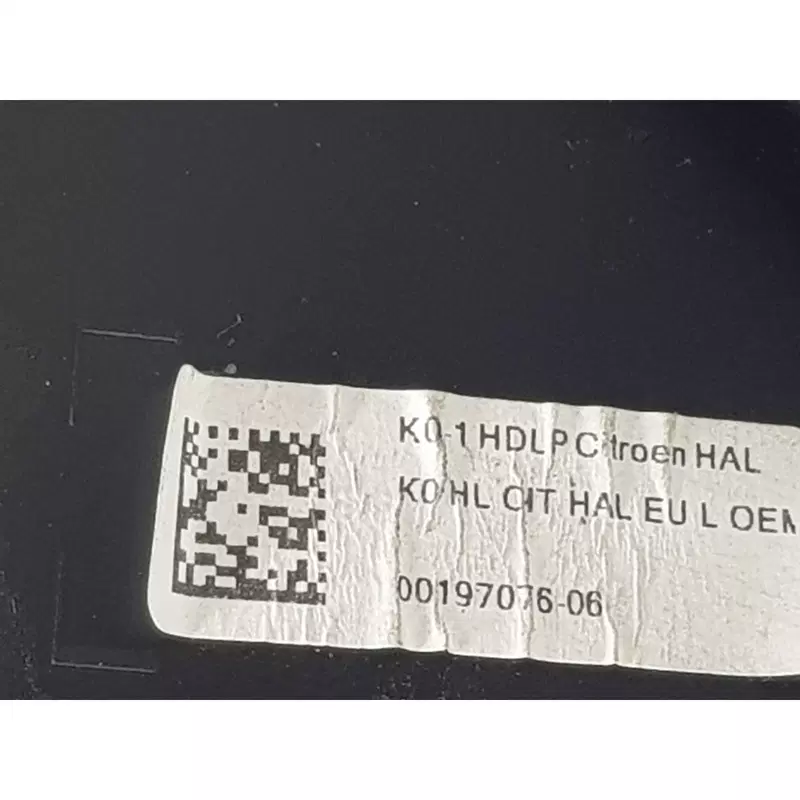 K0-1 HDLP Citroen HAL
K0 HL CIT HAL EU L OEM
00197076-06